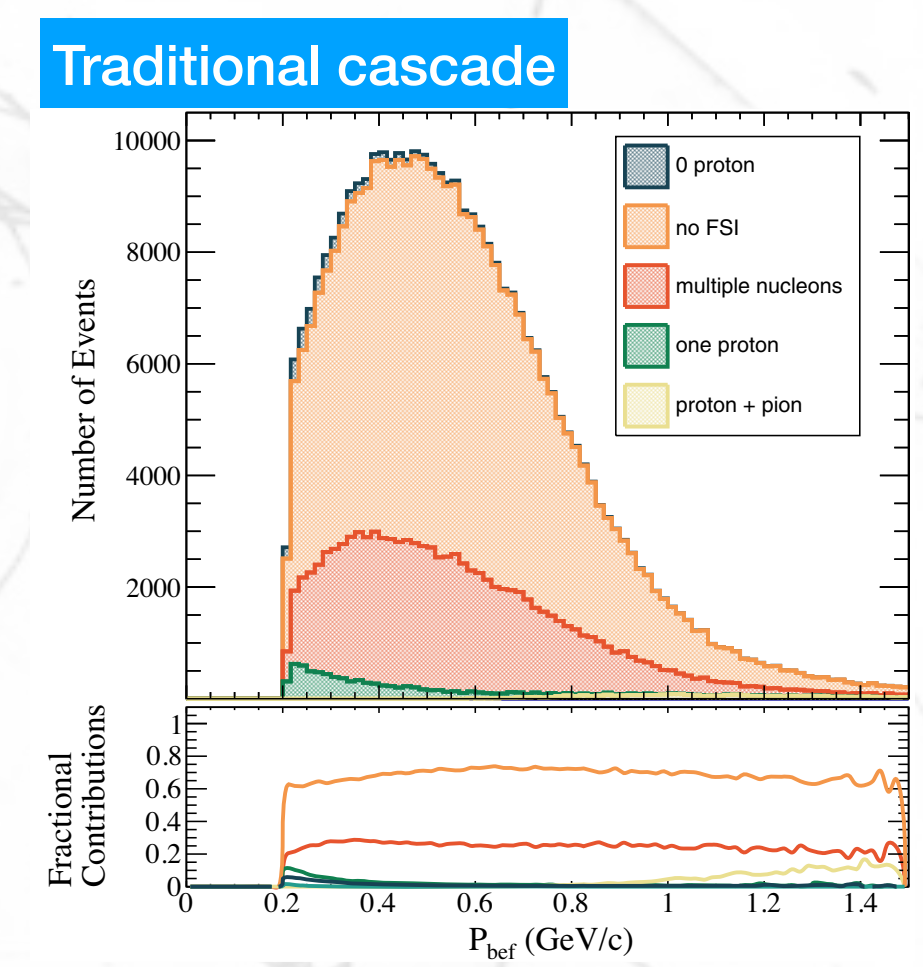 Traditional cascade
10000
8000
6000
4000
2000
Number of Events
0 proton
no FSI
multiple nucleons
one proton
proton + pion
1
0.8
0.6
0.4
0.2
0
Fractional
Contributions
0 0.2 0.4 0.6 0.8 1 1.2 1.4
P_bef (GeV/c)